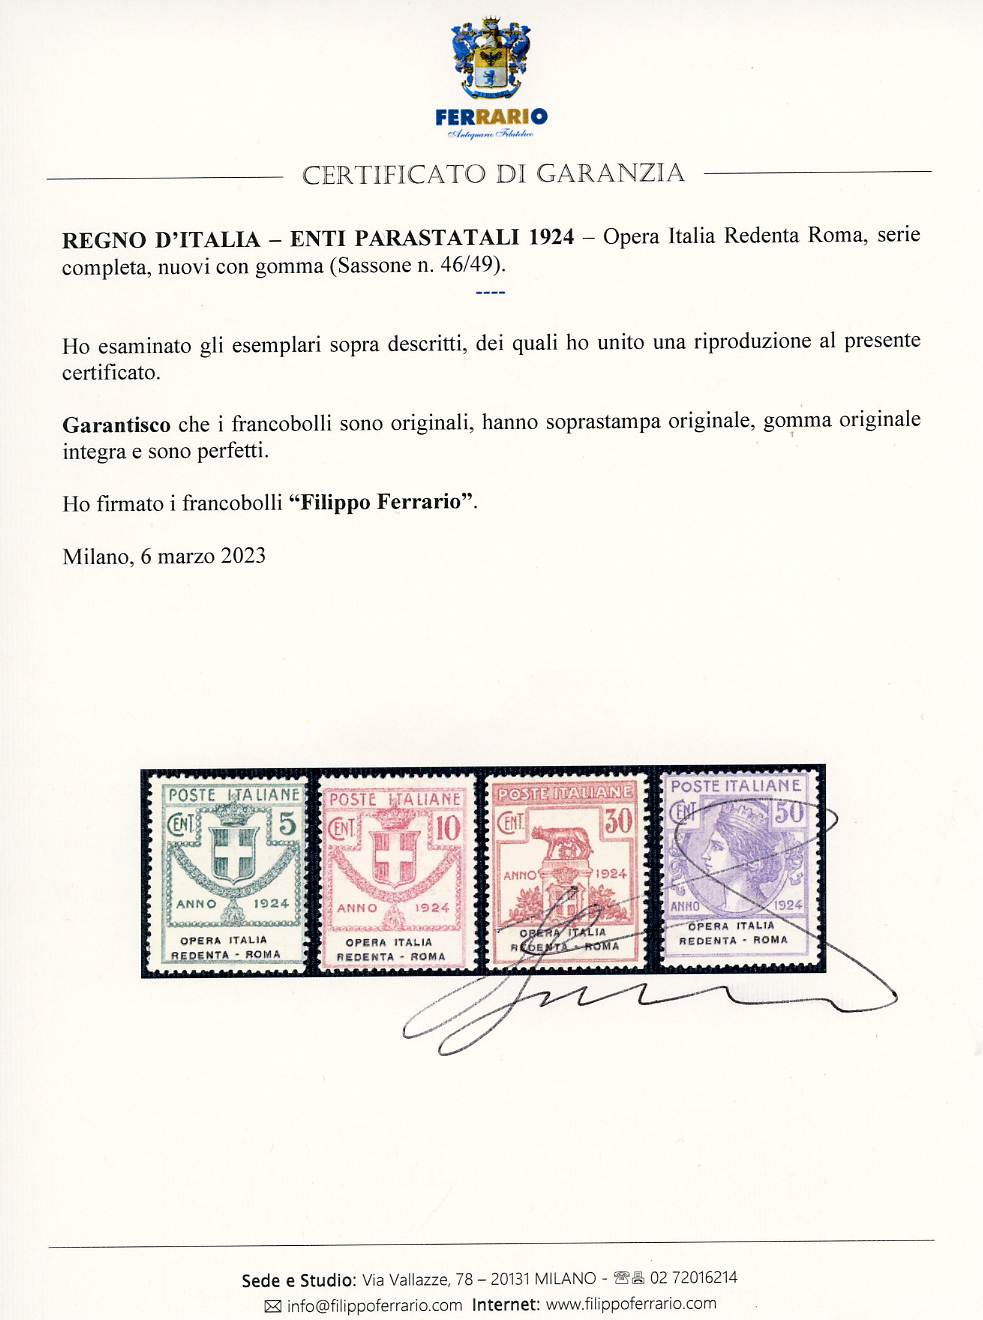 FERRARIO
Antiquario Filatelico
CERTIFICATO DI GARANZIA
REGNO D’ITALIA – ENTI PARASTATALI 1924 – Opera Italia Redenta Roma, serie
completa, nuovi con gomma (Sassone n. 46/49).
----
Ho esaminato gli esemplari sopra descritti, dei quali ho unito una riproduzione al presente
certificato.
Garantisco che i francobolli sono originali, hanno soprastampa originale, gomma originale
integra e sono perfetti.
Ho firmato i francobolli “Filippo Ferrario”.
Milano, 6 marzo 2023
POSTE ITALIANE
CENT. 5
ANNO 1924
OPERA ITALIA
REDENTA - ROMA
POSTE ITALIANE
CENT. 10
ANNO 1924
OPERA ITALIA
REDENTA - ROMA
POSTE ITALIANE
CENT. 30
ANNO 1924
OPERA ITALIA
REDENTA - ROMA
POSTE ITALIANE
CENT 50
ANNO 1924
OPERA ITALIA
REDENTA - ROMA
Sede e Studio: Via Vallazze, 78 – 20131 MILANO - 02 72016214
info@filippoferrario.com Internet: www.filippoferrario.com